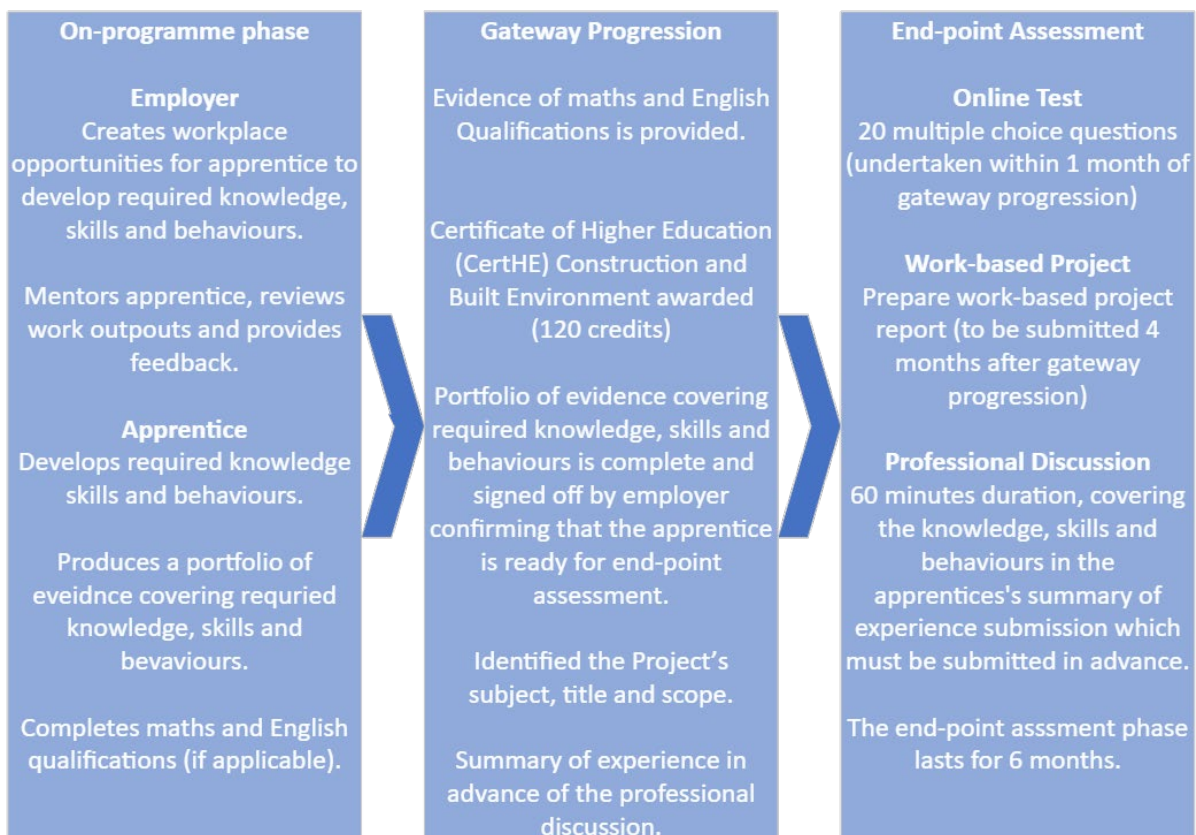 On-programme phase
Employer
Creates workplace
opportunities for apprentice to
develop required knowledge,
skills and behaviours.
Mentors apprentice, reviews
work outpouts and provides
feedback.
Apprentice
Develops required knowledge
skills and behaviours.
Produces a portfolio of
eveidnce covering requried
knowledge, skills and
bevaviours.
Completes maths and English
qualifications (if applicable).
Gateway Progression
Evidence of maths and English
Qualifications is provided.
Certificate of Higher Education
(CertHE) Construction and
Built Environment awarded
(120 credits)
Portfolio of evidence covering
required knowledge, skills and
behaviours is complete and
signed off by employer
confirming that the apprentice
is ready for end-point
assessment.
Identified the Project’s
subject, title and scope.
Summary of experience in
advance of the professional
discussion.
End-point Assessment
Online Test
20 multiple choice questions
(undertaken within 1 month of
gateway progression)
Work-based Project
Prepare work-based project
report (to be submitted 4
months after gateway
progression)
Professional Discussion
60 minutes duration, covering
the knowledge, skills and
behaviours in the
apprentices's summary of
experience submission which
must be submitted in advance.
The end-point asssment phase
lasts for 6 months.